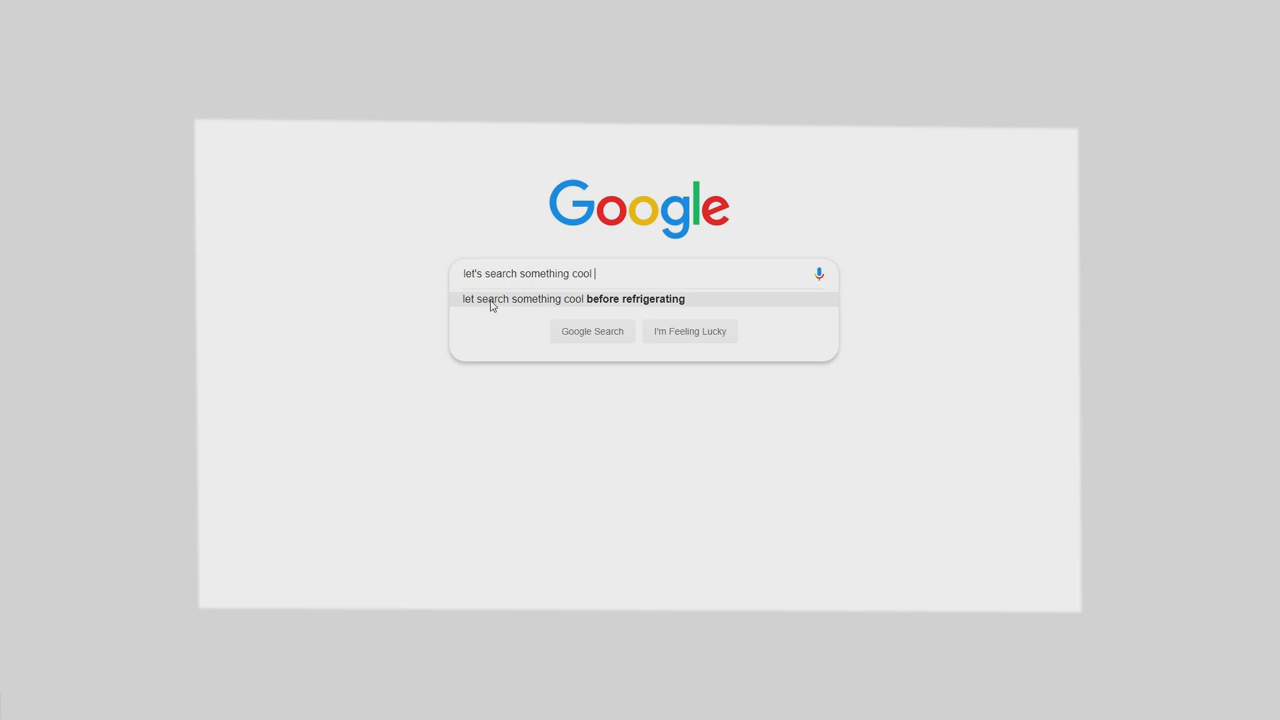 Google
let's search something cool
let search something cool before refrigerating
Google Search
I'm Feeling Lucky